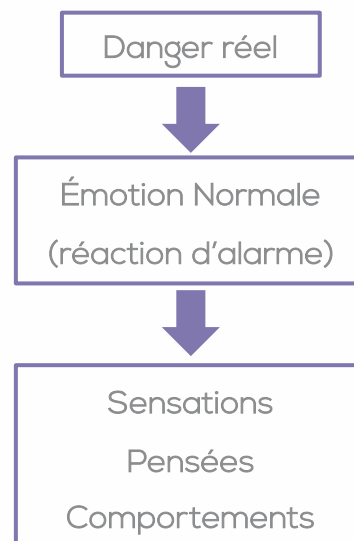 Danger réel
Émotion Normale
(réaction d'alarme)
Sensations
Pensées
Comportements